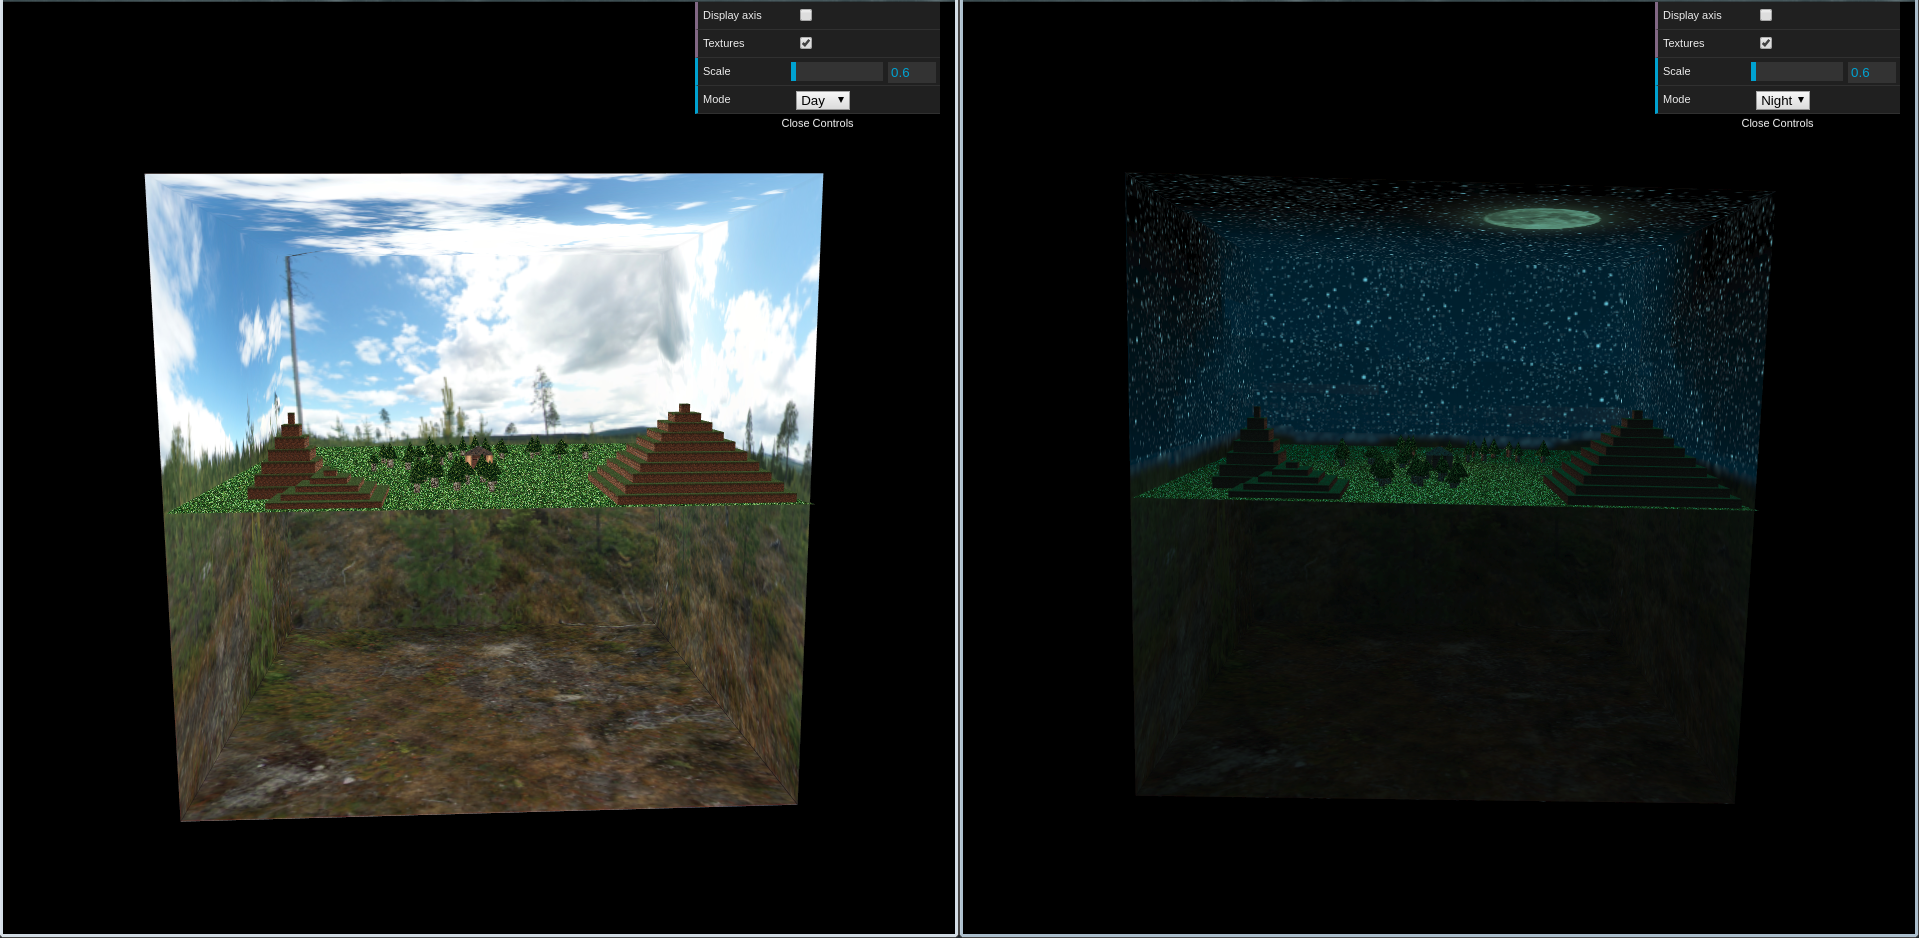 Display axis
Textures
Scale 0.6
Mode Day
Close Controls
Display axis
Textures
Scale 0.6
Mode Night
Close Controls